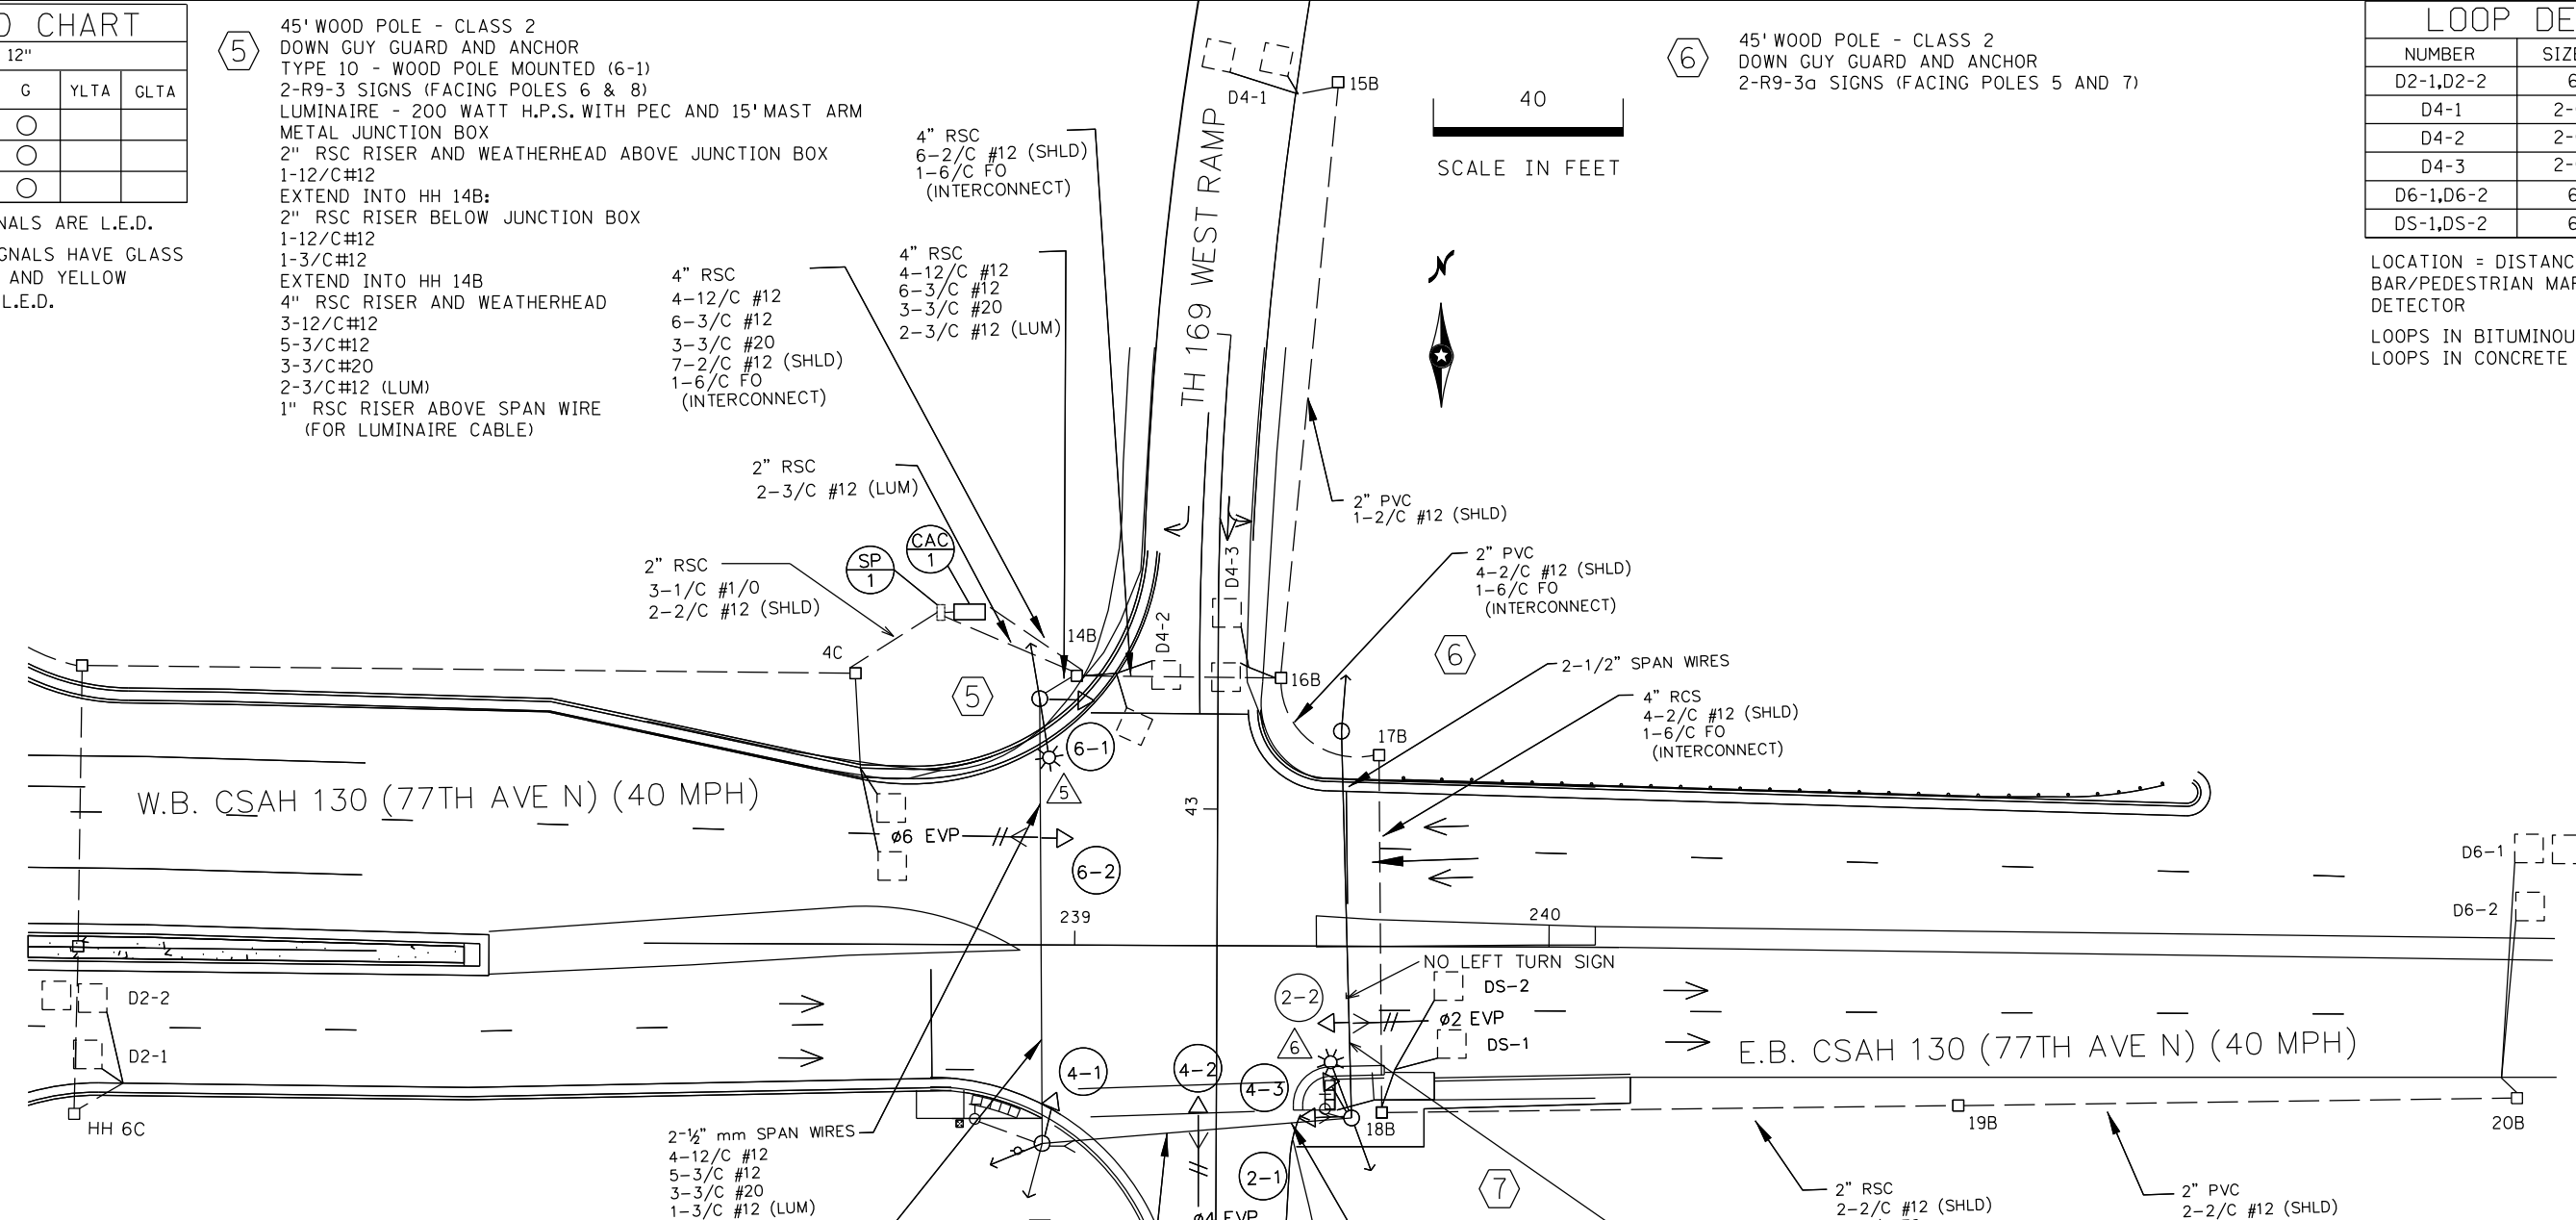 D CHART
12"
G YLTA GLTA
NALS ARE L.E.D.
GNALS HAVE GLASS
AND YELLOW
L.E.D.
5
45' WOOD POLE - CLASS 2
DOWN GUY GUARD AND ANCHOR
TYPE 10 - WOOD POLE MOUNTED (6-1)
2-R9-3 SIGNS (FACING POLES 6 & 8)
LUMINAIRE - 200 WATT H.P.S. WITH PEC AND 15' MAST ARM
METAL JUNCTION BOX
2" RSC RISER AND WEATHERHEAD ABOVE JUNCTION BOX
1-12/C#12
EXTEND INTO HH 14B:
2" RSC RISER BELOW JUNCTION BOX
1-12/C#12
1-3/C#12
EXTEND INTO HH 14B
4" RSC RISER AND WEATHERHEAD
3-12/C#12
5-3/C#12
3-3/C#20
2-3/C#12 (LUM)
1" RSC RISER ABOVE SPAN WIRE
(FOR LUMINAIRE CABLE)
4" RSC
6-2/C #12 (SHLD)
1-6/C FO
(INTERCONNECT)
4" RSC
4-12/C #12
6-3/C #12
3-3/C #20
2-3/C #12 (LUM)
4" RSC
4-12/C #12
6-3/C #12
3-3/C #20
7-2/C #12 (SHLD)
1-6/C FO
(INTERCONNECT)
2" RSC
2-3/C #12 (LUM)
2" RSC
3-1/C #1/0
2-2/C #12 (SHLD)
SP
1
CAC
1
D4-1
15B
TH 169 WEST RAMP
40
SCALE IN FEET
N
6
45' WOOD POLE - CLASS 2
DOWN GUY GUARD AND ANCHOR
2-R9-3a SIGNS (FACING POLES 5 AND 7)
LOOP DE
NUMBER SIZE
D2-1,D2-2 6
D4-1 2-
D4-2 2-
D4-3 2-
D6-1,D6-2 6
DS-1,DS-2 6
LOCATION = DISTANC
BAR/PEDESTRIAN MAR
DETECTOR
LOOPS IN BITUMINOU
LOOPS IN CONCRETE
2" PVC
1-2/C #12 (SHLD)
2" PVC
4-2/C #12 (SHLD)
1-6/C FO
(INTERCONNECT)
6
2-1/2" SPAN WIRES
4" RCS
4-2/C #12 (SHLD)
1-6/C FO
(INTERCONNECT)
4C
14B
D4-2
D4-3
16B
17B
5
6-1
5
W.B. CSAH 130 (77TH AVE N) (40 MPH)
ø6 EVP
6-2
43
239
240
D6-1
D6-2
NO LEFT TURN SIGN
DS-2
2-2
ø2 EVP
6
DS-1
D2-2
D2-1
E.B. CSAH 130 (77TH AVE N) (40 MPH)
4-1
4-2
4-3
HH 6C
18B
19B
20B
2-½" mm SPAN WIRES
4-12/C #12
5-3/C #12
3-3/C #20
1-3/C #12 (LUM)
2-1
7
ø4 EVP
2" RSC
2-2/C #12 (SHLD)
2" PVC
2-2/C #12 (SHLD)